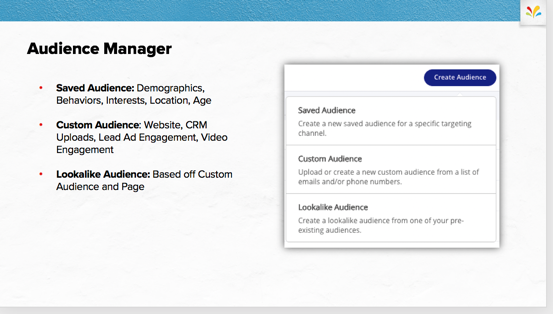 Audience Manager
• Saved Audience: Demographics,
Behaviors, Interests, Location, Age
• Custom Audience: Website, CRM
Uploads, Lead Ad Engagement, Video
Engagement
• Lookalike Audience: Based off Custom
Audience and Page
Create Audience
Saved Audience
Create a new saved audience for a specific targeting
channel.
Custom Audience
Upload or create a new custom audience from a list of
emails and/or phone numbers.
Lookalike Audience
Create a lookalike audience from one of your pre-
existing audiences.